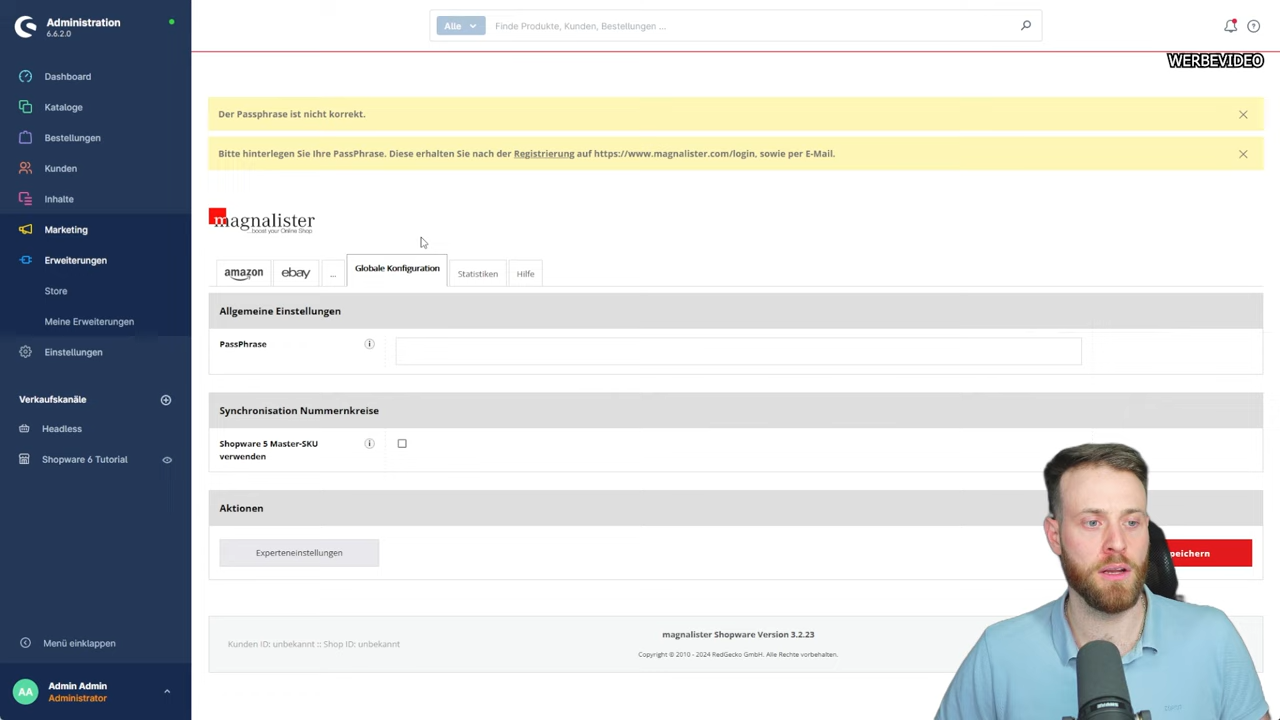 Administration
6.6.2.0
Alle
Finde Produkte, Kunden, Bestellungen ...
WERBEVIDEO
Dashboard
Kataloge
Bestellungen
Kunden
Inhalte
Marketing
Erweiterungen
Store
Meine Erweiterungen
Einstellungen
Verkaufskanäle
Headless
Shopware 6 Tutorial
Menü einklappen
AA
Admin Admin
Administrator
Der Passphrase ist nicht korrekt.
Bitte hinterlegen Sie Ihre PassPhrase. Diese erhalten Sie nach der Registrierung auf https://www.magnalister.com/login, sowie per E-Mail.
magnalister
...boost your Online Shop
amazon
ebay
...
Globale Konfiguration
Statistiken
Hilfe
Allgemeine Einstellungen
PassPhrase
Synchronisation Nummernkreise
Shopware 5 Master-SKU
verwenden
Aktionen
Experteneinstellungen
peichern
Kunden ID: unbekannt :: Shop ID: unbekannt
magnalister Shopware Version 3.2.23
Copyright © 2010 - 2024 RedGecko GmbH. Alle Rechte vorbehalten.